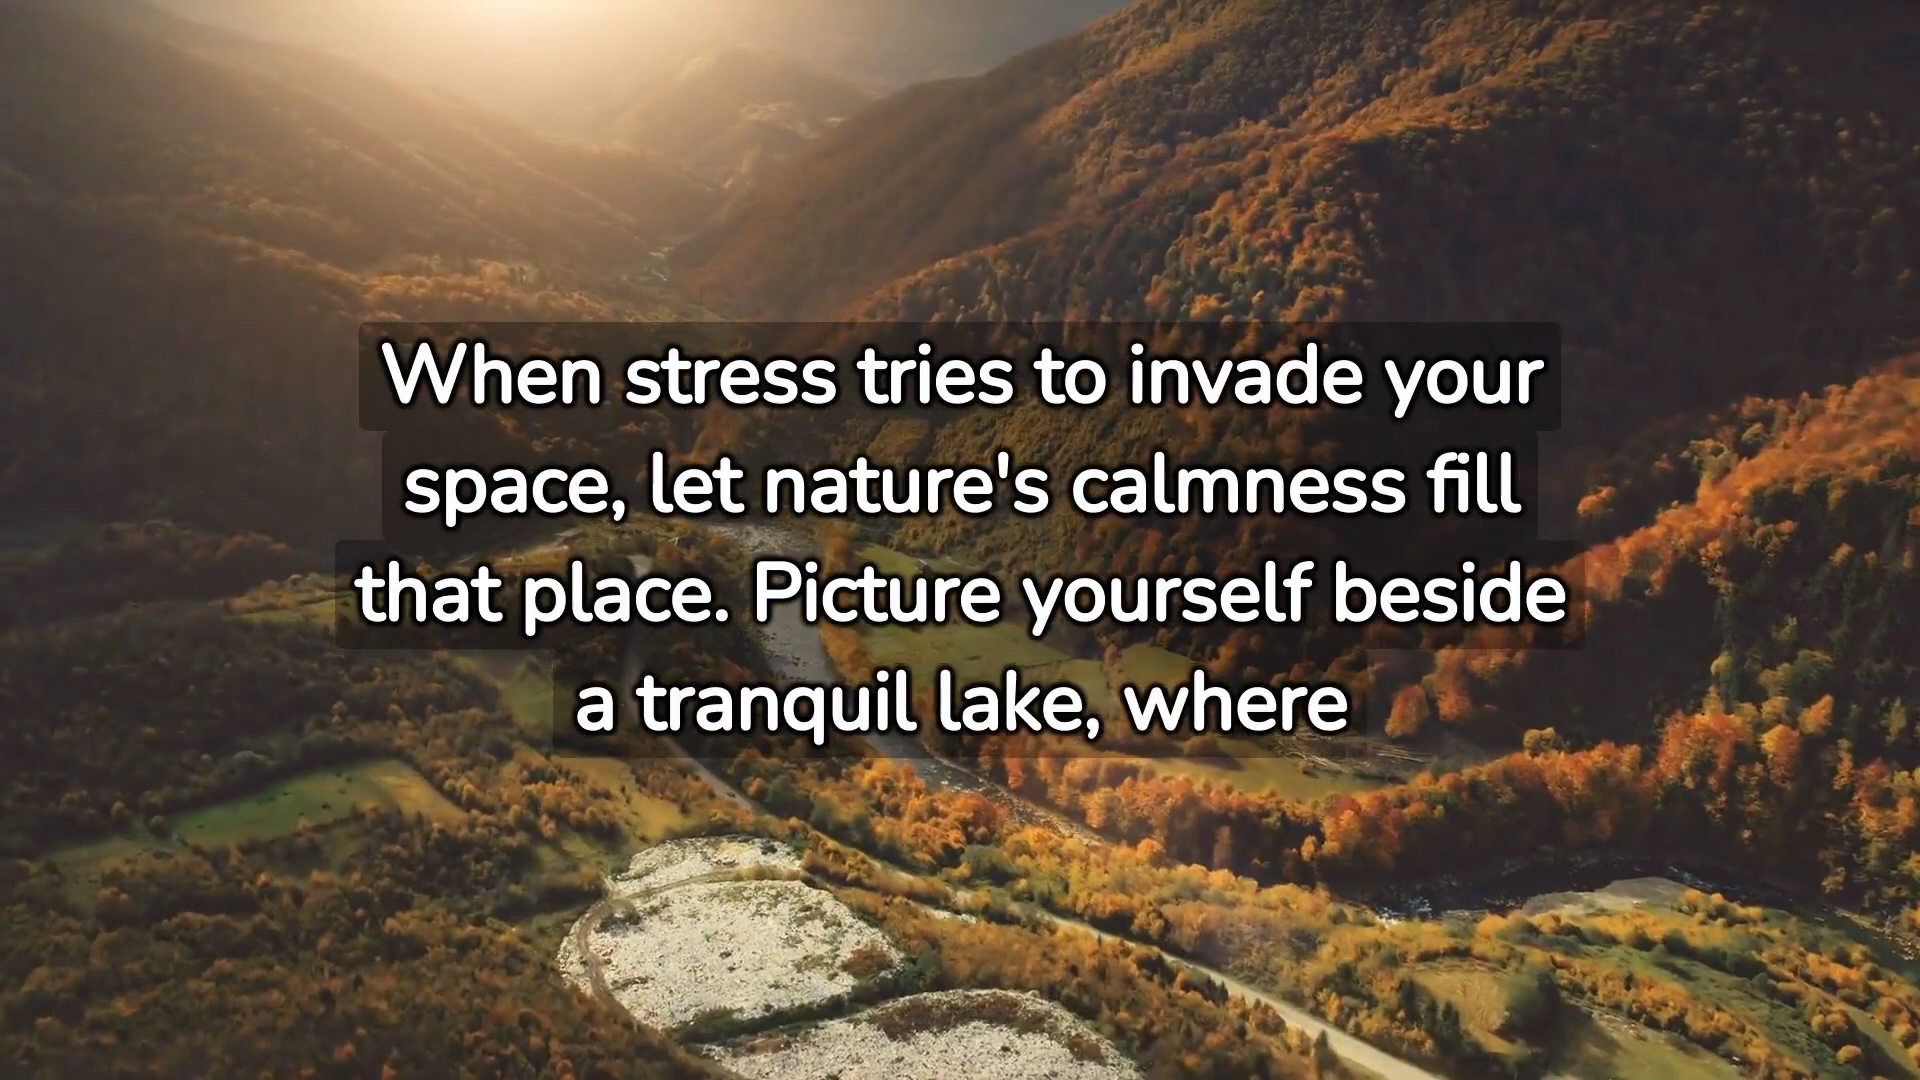 When stress tries to invade your
space, let nature's calmness fill
that place. Picture yourself beside
a tranquil lake, where